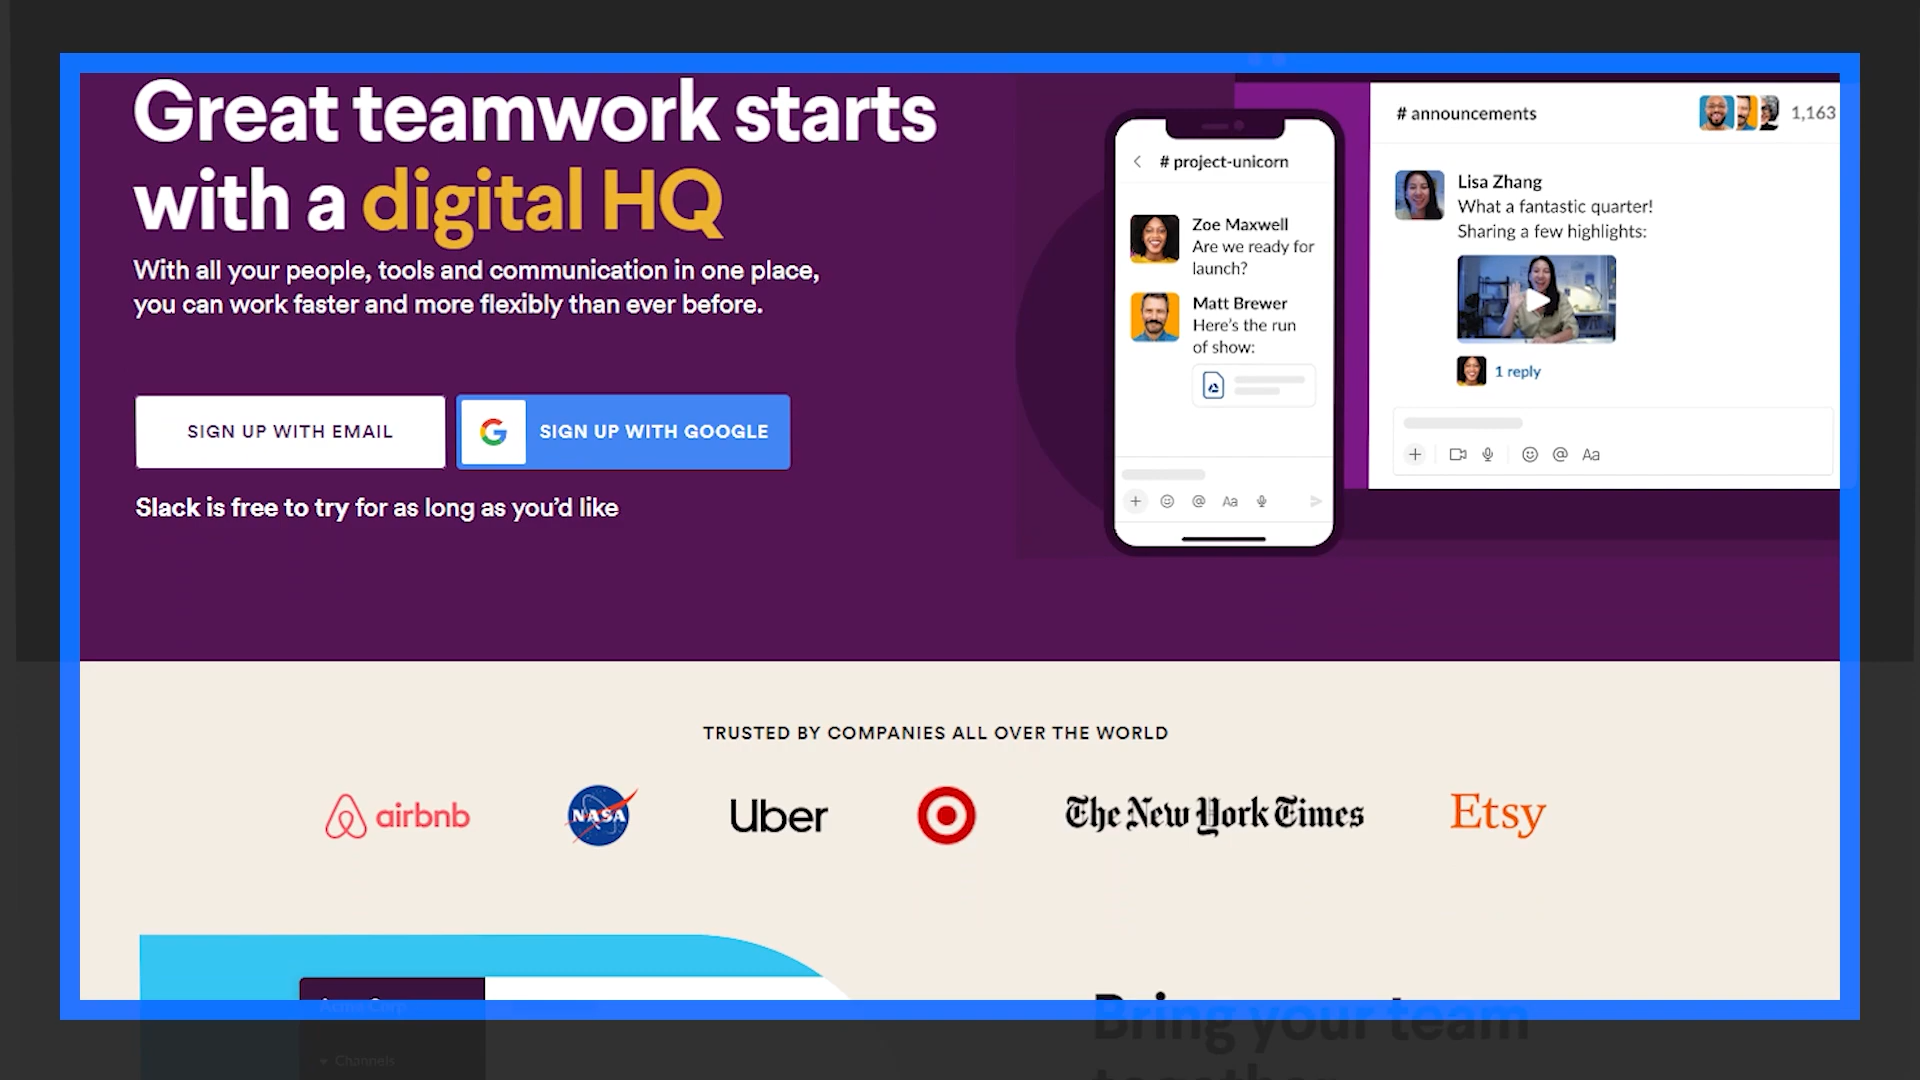 Great teamwork starts
with a digital HQ
With all your people, tools and communication in one place,
you can work faster and more flexibly than ever before.
SIGN UP WITH EMAIL
G SIGN UP WITH GOOGLE
Slack is free to try for as long as you’d like
# project-unicorn
Zoe Maxwell
Are we ready for
launch?
Matt Brewer
Here’s the run
of show:
@ Aa
# announcements
1,163
Lisa Zhang
What a fantastic quarter!
Sharing a few highlights:
1 reply
@ Aa
TRUSTED BY COMPANIES ALL OVER THE WORLD
airbnb
NASA
Uber
The New York Times
Etsy
Acme Corp
Channels
Bring your team
together